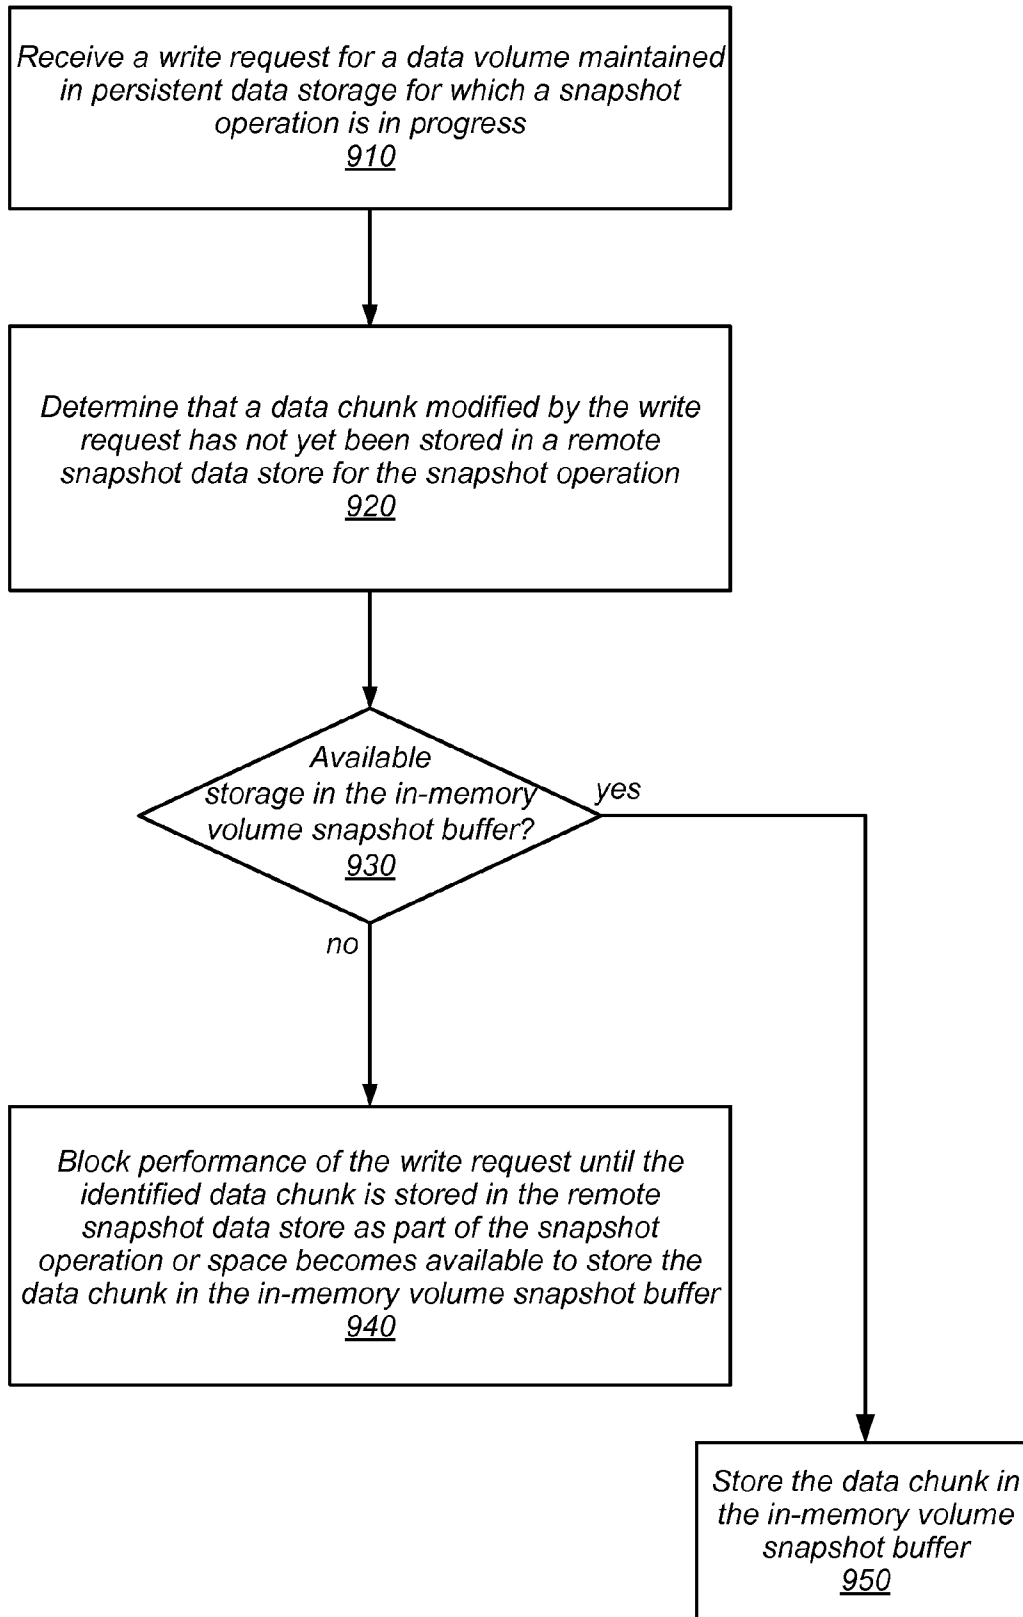 Receive a write request for a data volume maintained
in persistent data storage for which a snapshot
operation is in progress
910
Determine that a data chunk modified by the write
request has not yet been stored in a remote
snapshot data store for the snapshot operation
920
Available
storage in the in-memory
volume snapshot buffer?
930
yes
no
Block performance of the write request until the
identified data chunk is stored in the remote
snapshot data store as part of the snapshot
operation or space becomes available to store the
data chunk in the in-memory volume snapshot buffer
940
Store the data chunk in
the in-memory volume
snapshot buffer
950